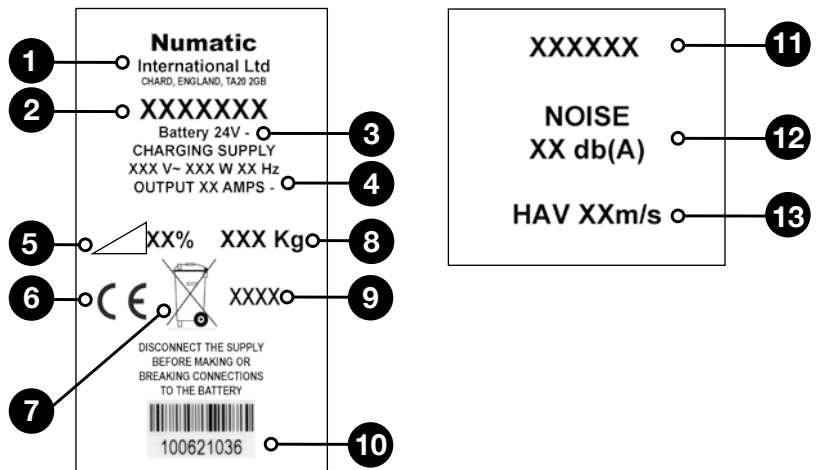 Numatic
International Ltd
CHARD, ENGLAND, TA20 2GB
XXXXXXX
Battery 24V -
CHARGING SUPPLY
XXX V~ XXX W XX Hz
OUTPUT XX AMPS -
XX% XXX Kg
CE XXXX
DISCONNECT THE SUPPLY
BEFORE MAKING OR
BREAKING CONNECTIONS
TO THE BATTERY
100621036
1
2
3
4
5
8
6
9
7
10
XXXXXX
11
NOISE
XX db(A)
12
HAV XXm/s
13